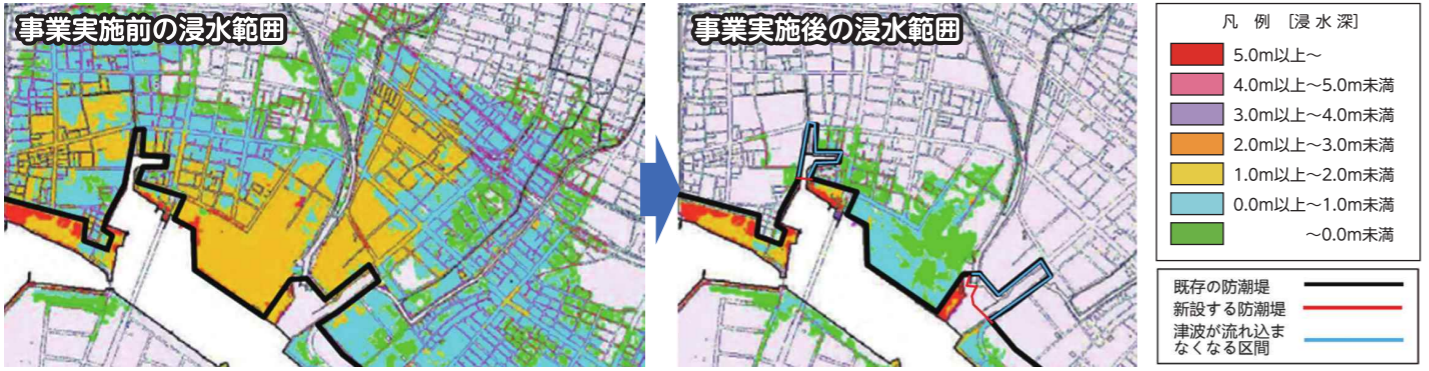 事業実施前の浸水範囲
事業実施後の浸水範囲
凡 例 [浸 水 深]
5.0m以上〜
4.0m以上〜5.0m未満
3.0m以上〜4.0m未満
2.0m以上〜3.0m未満
1.0m以上〜2.0m未満
0.0m以上〜1.0m未満
〜0.0m未満
既存の防潮堤
新設する防潮堤
津波が流れ込ま
なくなる区間